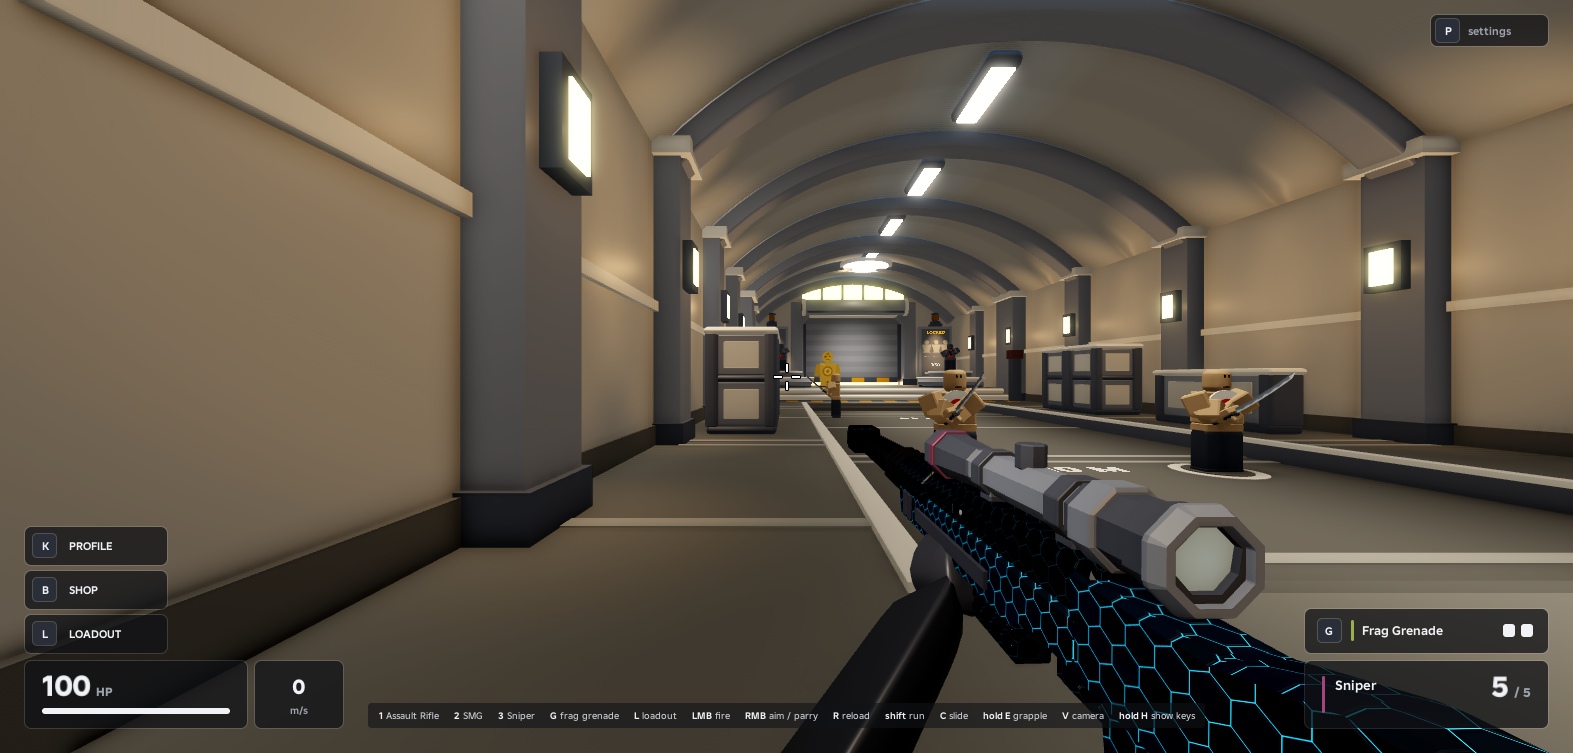 P settings
LOCKED
K PROFILE
B SHOP
L LOADOUT
100 HP
0
m/s
1 Assault Rifle 2 SMG 3 Sniper G frag grenade L loadout LMB fire RMB aim / parry R reload shift run C slide hold E grapple V camera hold H show keys
G Frag Grenade
Sniper 5 / 5